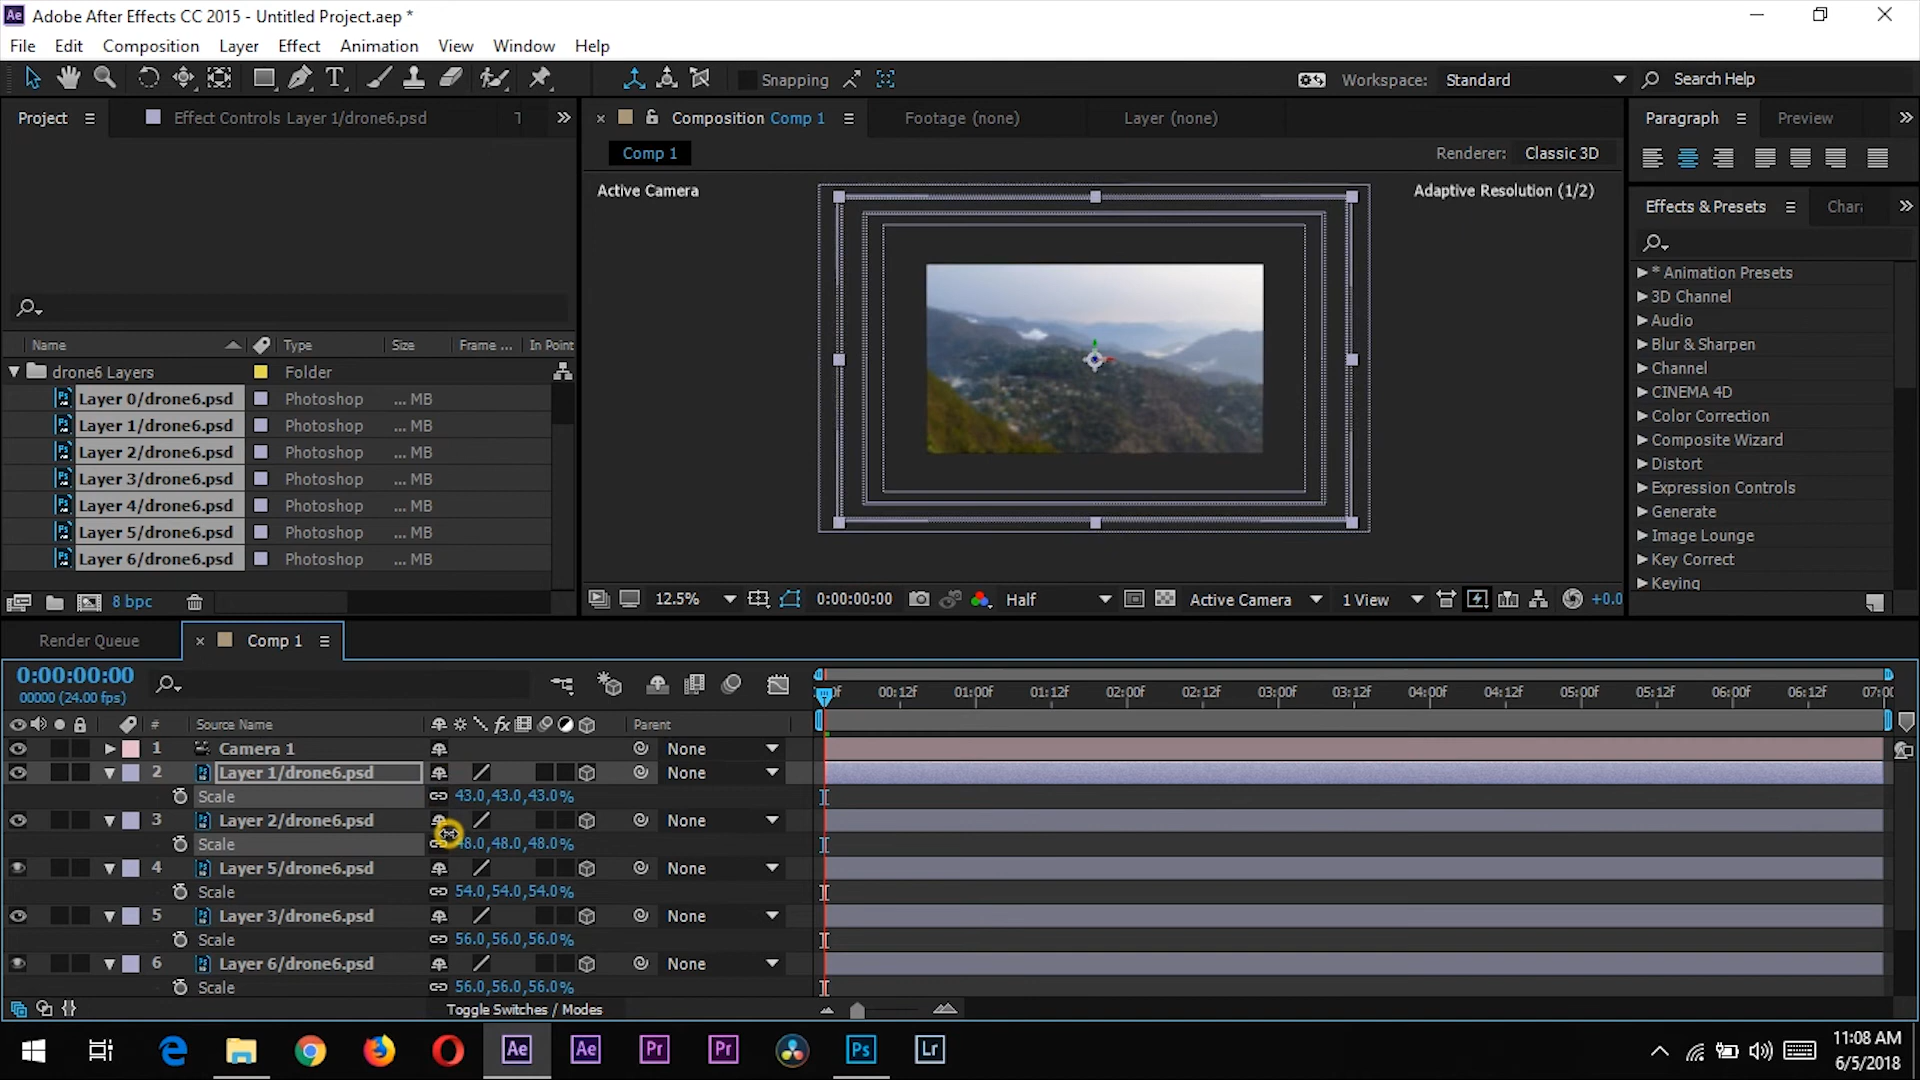 Adobe After Effects CC 2015 - Untitled Project.aep *
File Edit Composition Layer Effect Animation View Window Help
Snapping
Workspace: Standard
Search Help
Project
Effect Controls Layer 1/drone6.psd
Composition Comp 1
Footage (none)
Layer (none)
Paragraph
Preview
Comp 1
Renderer: Classic 3D
Active Camera
Adaptive Resolution (1/2)
Effects & Presets
* Animation Presets
3D Channel
Audio
Blur & Sharpen
Channel
CINEMA 4D
Color Correction
Composite Wizard
Distort
Expression Controls
Generate
Image Lounge
Key Correct
Keying
Name Type Size Frame ... In Point
drone6 Layers Folder
Layer 0/drone6.psd Photoshop ... MB
Layer 1/drone6.psd Photoshop ... MB
Layer 2/drone6.psd Photoshop ... MB
Layer 3/drone6.psd Photoshop ... MB
Layer 4/drone6.psd Photoshop ... MB
Layer 5/drone6.psd Photoshop ... MB
Layer 6/drone6.psd Photoshop ... MB
8 bpc
12.5% 0:00:00:00 Half Active Camera 1 View +0.0
Render Queue
Comp 1
0:00:00:00
00000 (24.00 fps)
00:12f 01:00f 01:12f 02:00f 02:12f 03:00f 03:12f 04:00f 04:12f 05:00f 05:12f 06:00f 06:12f
# Source Name fx Parent
1 Camera 1 None
2 Layer 1/drone6.psd None
Scale 43.0,43.0,43.0%
3 Layer 2/drone6.psd None
Scale 48.0,48.0,48.0%
4 Layer 5/drone6.psd None
Scale 54.0,54.0,54.0%
5 Layer 3/drone6.psd None
Scale 56.0,56.0,56.0%
6 Layer 6/drone6.psd None
Scale 56.0,56.0,56.0%
Toggle Switches / Modes
Ae Ae Pr Pr Ps Lr
11:08 AM
6/5/2018